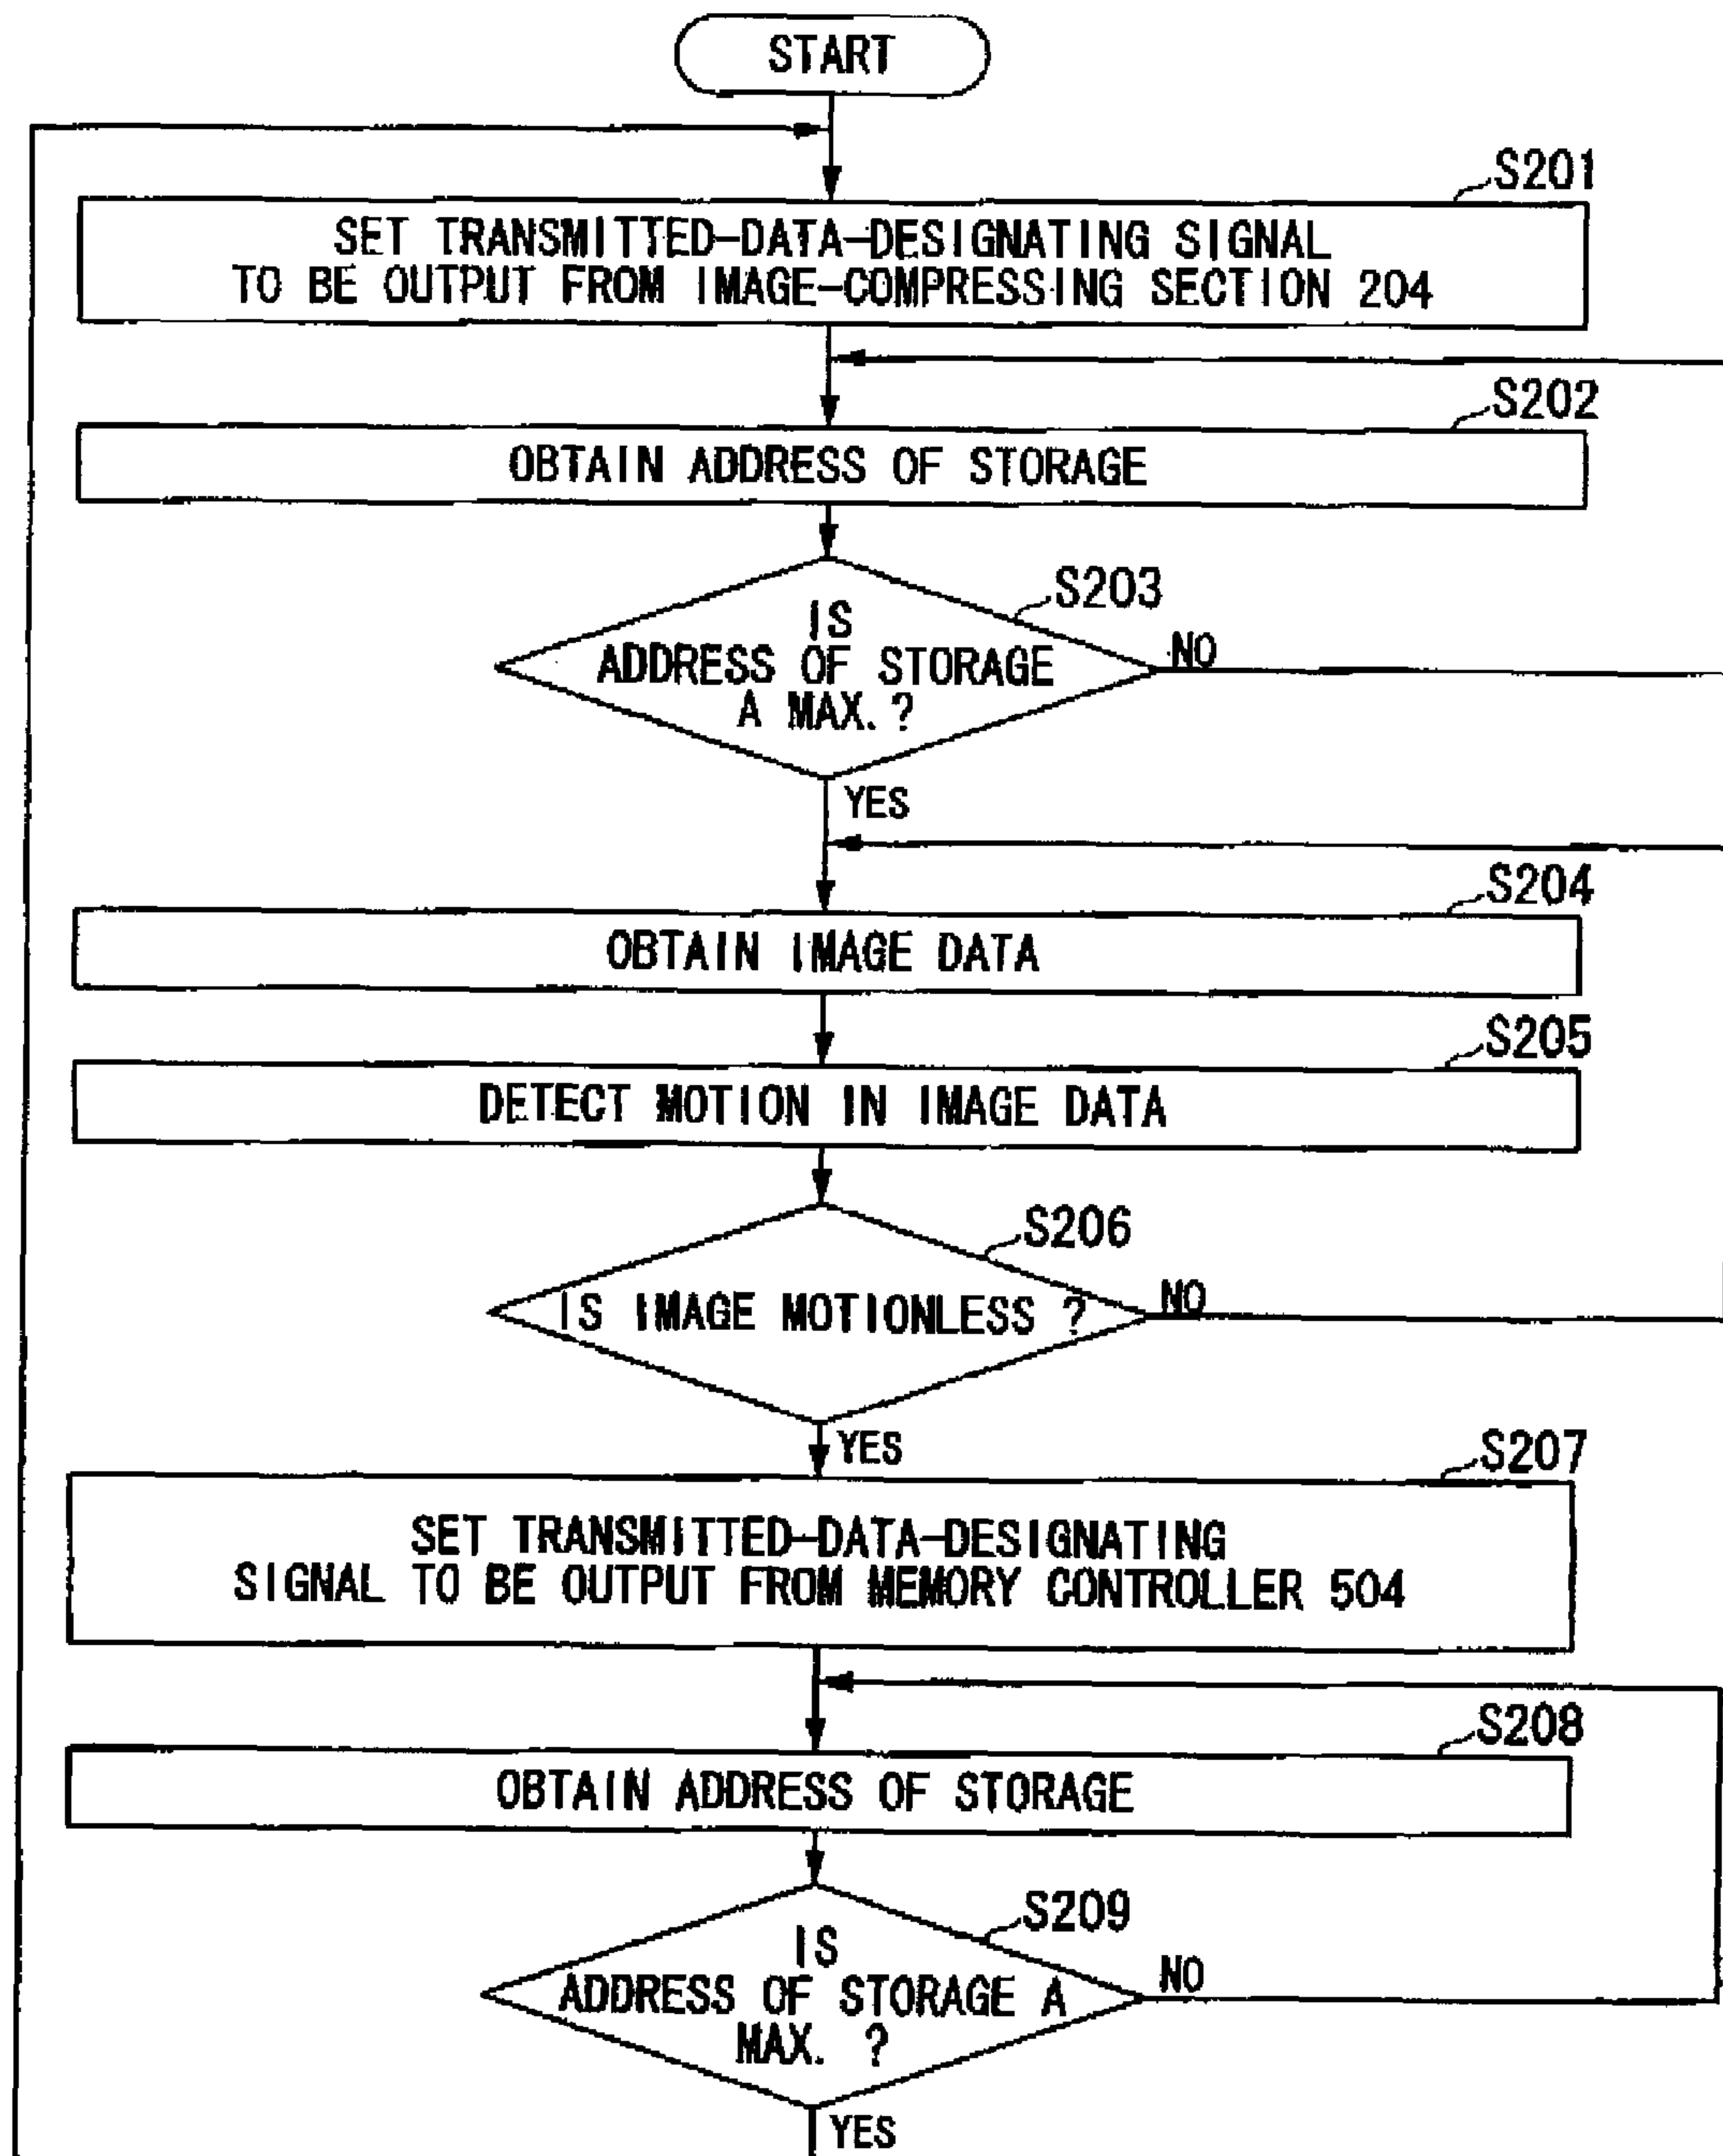 START
S201
SET TRANSMITTED-DATA-DESIGNATING SIGNAL
TO BE OUTPUT FROM IMAGE-COMPRESSING SECTION 204
S202
OBTAIN ADDRESS OF STORAGE
S203
IS
ADDRESS OF STORAGE
A MAX. ?
NO
YES
S204
OBTAIN IMAGE DATA
S205
DETECT MOTION IN IMAGE DATA
S206
IS IMAGE MOTIONLESS ?
NO
YES
S207
SET TRANSMITTED-DATA-DESIGNATING
SIGNAL TO BE OUTPUT FROM MEMORY CONTROLLER 504
S208
OBTAIN ADDRESS OF STORAGE
S209
IS
ADDRESS OF STORAGE A
MAX. ?
NO
YES